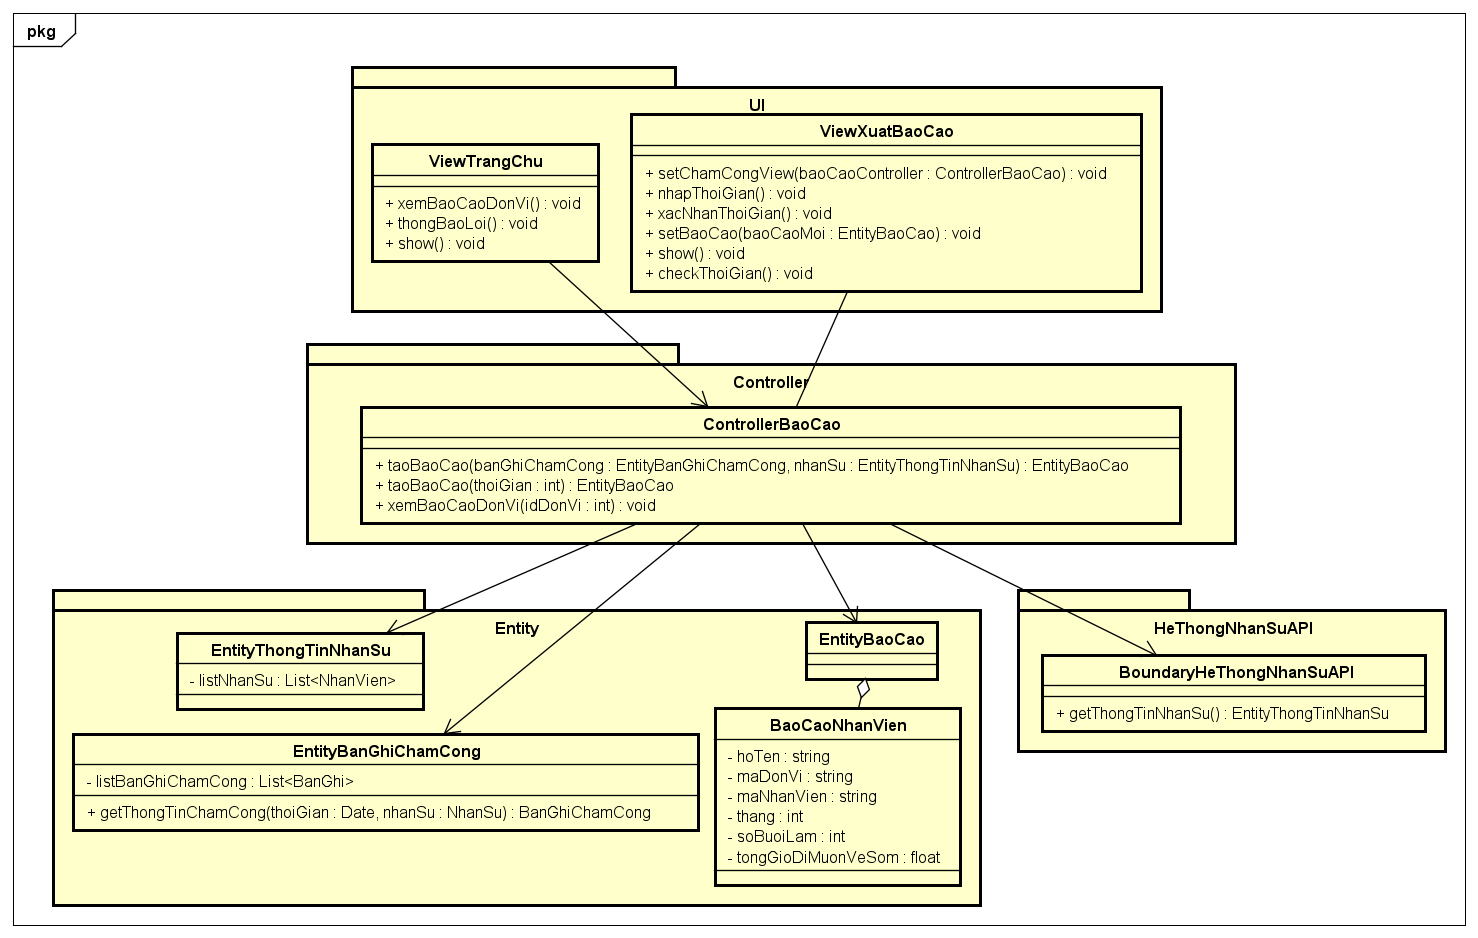 pkg
UI
ViewTrangChu
+ xemBaoCaoDonVi() : void
+ thongBaoLoi() : void
+ show() : void
ViewXuatBaoCao
+ setChamCongView(baoCaoController : ControllerBaoCao) : void
+ nhapThoiGian() : void
+ xacNhanThoiGian() : void
+ setBaoCao(baoCaoMoi : EntityBaoCao) : void
+ show() : void
+ checkThoiGian() : void
Controller
ControllerBaoCao
+ taoBaoCao(banGhiChamCong : EntityBanGhiChamCong, nhanSu : EntityThongTinNhanSu) : EntityBaoCao
+ taoBaoCao(thoiGian : int) : EntityBaoCao
+ xemBaoCaoDonVi(idDonVi : int) : void
Entity
EntityThongTinNhanSu
- listNhanSu : List<NhanVien>
EntityBanGhiChamCong
- listBanGhiChamCong : List<BanGhi>
+ getThongTinChamCong(thoiGian : Date, nhanSu : NhanSu) : BanGhiChamCong
EntityBaoCao
BaoCaoNhanVien
- hoTen : string
- maDonVi : string
- maNhanVien : string
- thang : int
- soBuoiLam : int
- tongGioDiMuonVeSom : float
HeThongNhanSuAPI
BoundaryHeThongNhanSuAPI
+ getThongTinNhanSu() : EntityThongTinNhanSu